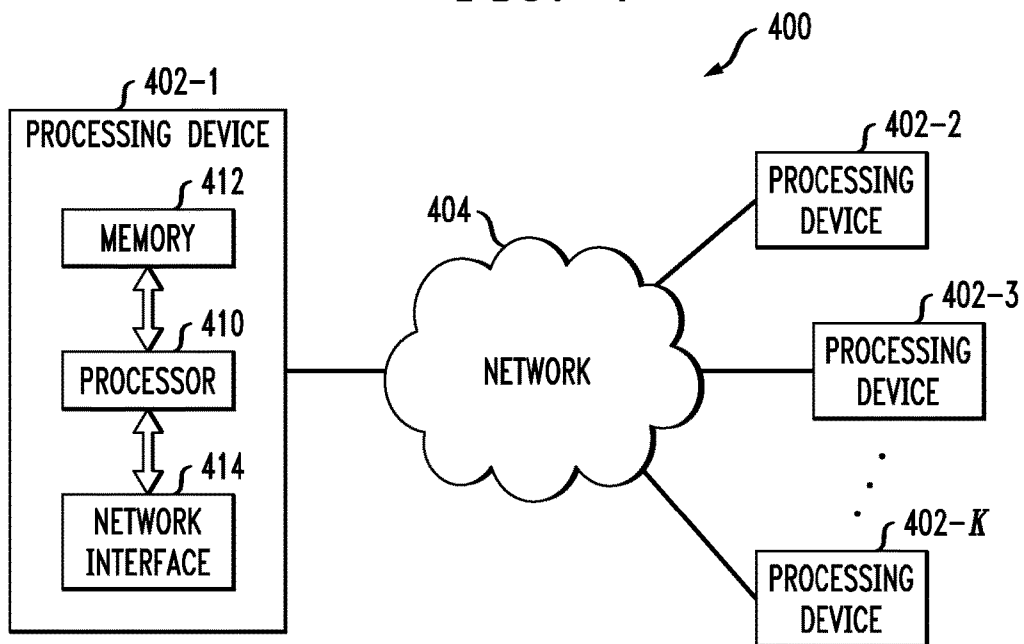 400
402-1
PROCESSING DEVICE
412
MEMORY
410
PROCESSOR
414
NETWORK
INTERFACE
404
NETWORK
402-2
PROCESSING
DEVICE
402-3
PROCESSING
DEVICE
402-K
PROCESSING
DEVICE